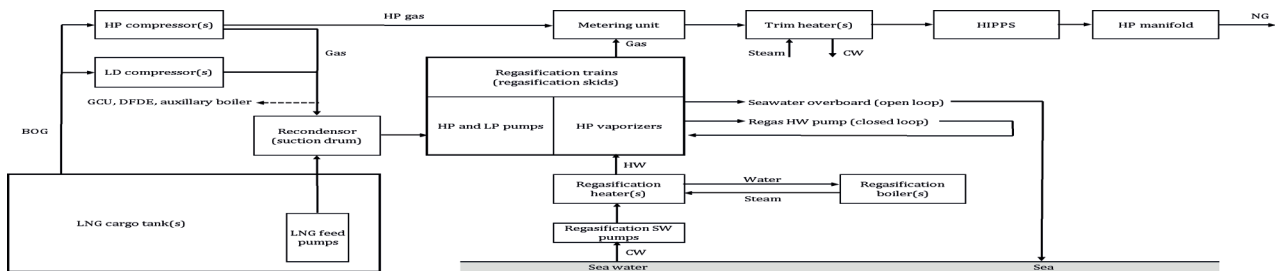 HP compressor(s)
HP gas
Metering unit
Trim heater(s)
HIPPS
HP manifold
NG
Gas
Gas
Steam
CW
LD compressor(s)
Regasification trains
(regasification skids)
GCU, DFDE, auxillary boiler
Seawater overboard (open loop)
BOG
Recondensor
(suction drum)
HP and LP pumps
HP vaporizers
Regas HW pump (closed loop)
HW
Regasification
heater(s)
Water
Steam
Regasification
boiler(s)
LNG cargo tank(s)
LNG feed
pumps
Regasification SW
pumps
CW
Sea water
Sea